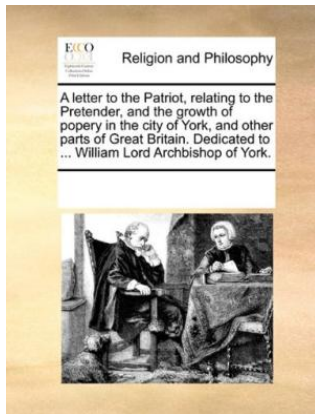 ECCO
Religion and Philosophy
A letter to the Patriot, relating to the
Pretender, and the growth of
popery in the city of York, and other
parts of Great Britain. Dedicated to
... William Lord Archbishop of York.